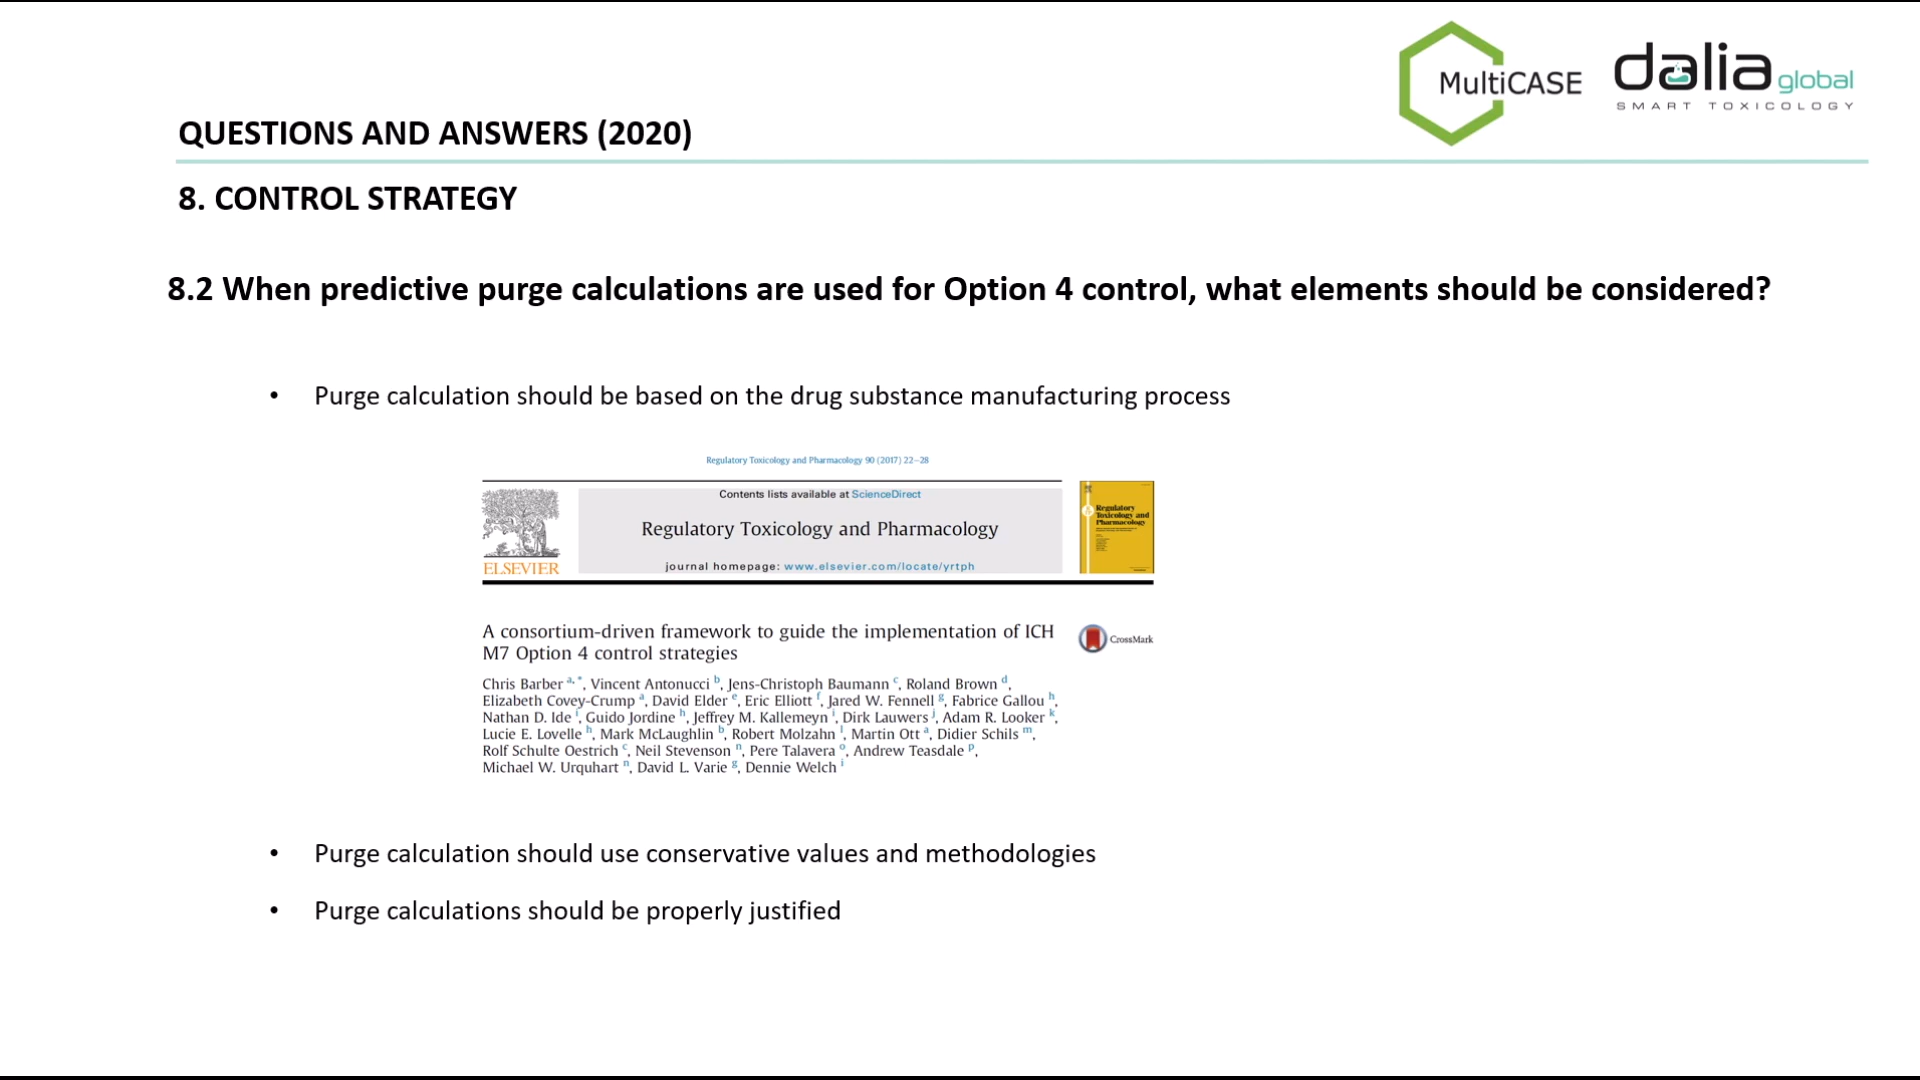 MultiCASE
dalia global
SMART TOXICOLOGY
QUESTIONS AND ANSWERS (2020)
8. CONTROL STRATEGY
8.2 When predictive purge calculations are used for Option 4 control, what elements should be considered?
• Purge calculation should be based on the drug substance manufacturing process
Regulatory Toxicology and Pharmacology 90 (2017) 22–28
Contents lists available at ScienceDirect
Regulatory Toxicology and Pharmacology
journal homepage: www.elsevier.com/locate/yrtph
ELSEVIER
Regulatory
Toxicology and
Pharmacology
A consortium-driven framework to guide the implementation of ICH
M7 Option 4 control strategies
CrossMark
Chris Barber a, *, Vincent Antonucci b, Jens-Christoph Baumann c, Roland Brown d,
Elizabeth Covey-Crump a, David Elder e, Eric Elliott f, Jared W. Fennell g, Fabrice Gallou h,
Nathan D. Ide i, Guido Jordine h, Jeffrey M. Kallemeyn i, Dirk Lauwers j, Adam R. Looker k,
Lucie E. Lovelle h, Mark McLaughlin b, Robert Molzahn l, Martin Ott a, Didier Schils m,
Rolf Schulte Oestrich c, Neil Stevenson n, Pere Talavera o, Andrew Teasdale p,
Michael W. Urquhart n, David L. Varie g, Dennie Welch i
• Purge calculation should use conservative values and methodologies
• Purge calculations should be properly justified